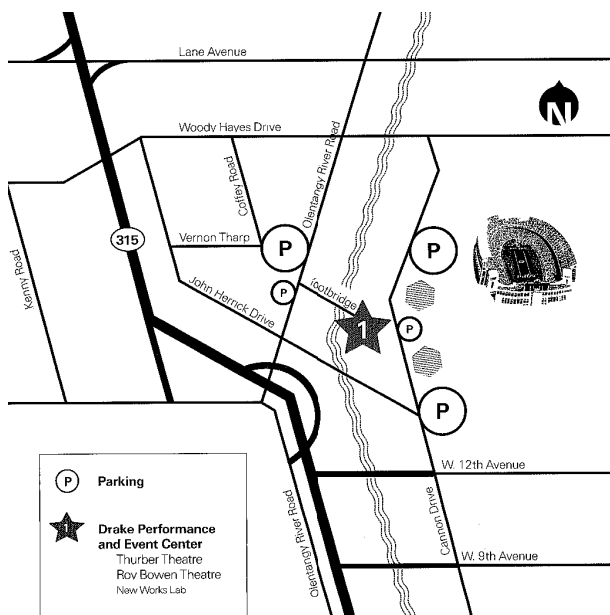 Lane Avenue
N
Woody Hayes Drive
Olentangy River Road
Coffey Road
315
Vernon Tharp
P
P
Kenny Road
John Herrick Drive
P
footbridge
1
P
P
W. 12th Avenue
P Parking
Olentangy River Road
Cannon Drive
1 Drake Performance
and Event Center
Thurber Theatre
Roy Bowen Theatre
New Works Lab
W. 9th Avenue